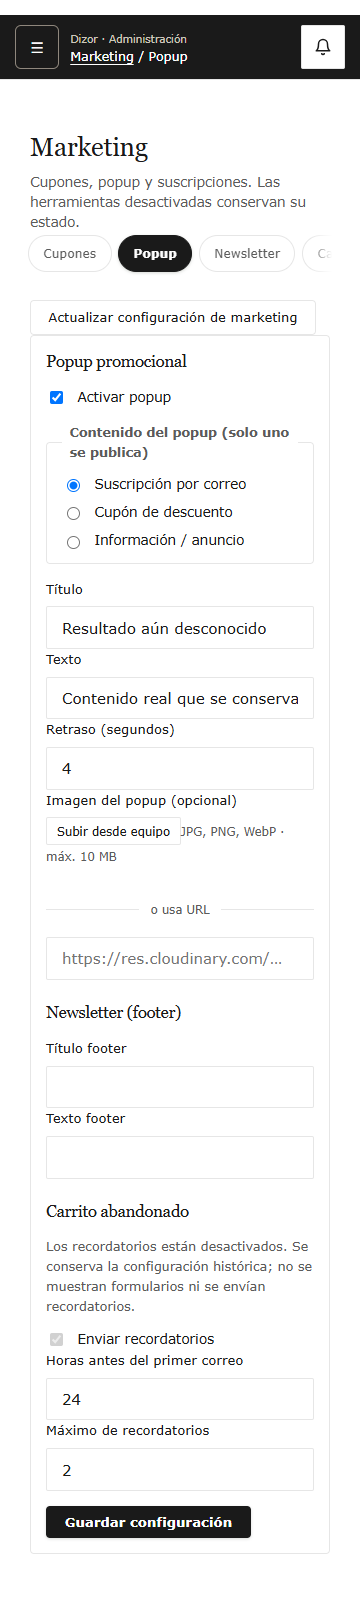 Dizor · Administración
Marketing / Popup
Marketing
Cupones, popup y suscripciones. Las
herramientas desactivadas conservan su
estado.
Cupones
Popup
Newsletter
Actualizar configuración de marketing
Popup promocional
Activar popup
Contenido del popup (solo uno
se publica)
Suscripción por correo
Cupón de descuento
Información / anuncio
Título
Resultado aún desconocido
Texto
Contenido real que se conserva
Retraso (segundos)
4
Imagen del popup (opcional)
Subir desde equipo JPG, PNG, WebP ·
máx. 10 MB
o usa URL
https://res.cloudinary.com/...
Newsletter (footer)
Título footer
Texto footer
Carrito abandonado
Los recordatorios están desactivados. Se
conserva la configuración histórica; no se
muestran formularios ni se envían
recordatorios.
Enviar recordatorios
Horas antes del primer correo
24
Máximo de recordatorios
2
Guardar configuración